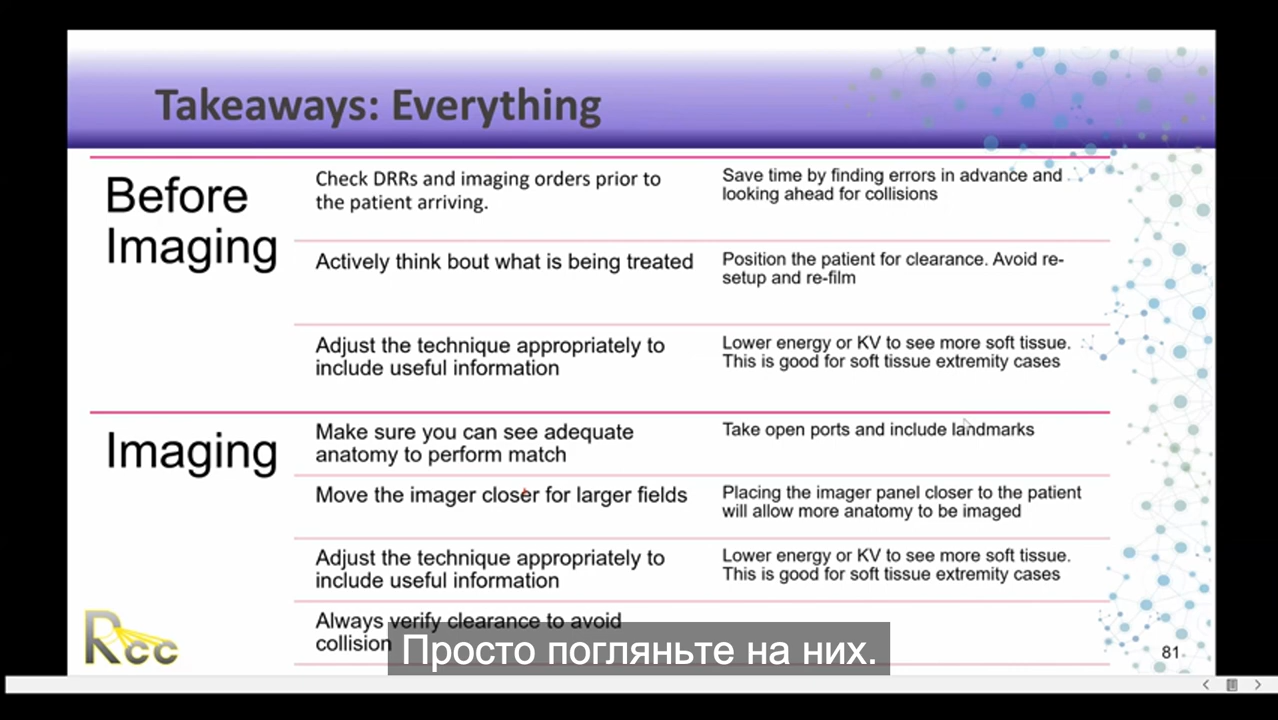 Takeaways: Everything
Before
Imaging
Check DRRs and imaging orders prior to
the patient arriving.
Save time by finding errors in advance and
looking ahead for collisions
Actively think bout what is being treated
Position the patient for clearance. Avoid re-
setup and re-film
Adjust the technique appropriately to
include useful information
Lower energy or KV to see more soft tissue.
This is good for soft tissue extremity cases
Imaging
Make sure you can see adequate
anatomy to perform match
Take open ports and include landmarks
Move the imager closer for larger fields
Placing the imager panel closer to the patient
will allow more anatomy to be imaged
Adjust the technique appropriately to
include useful information
Lower energy or KV to see more soft tissue.
This is good for soft tissue extremity cases
Always verify clearance to avoid
collision
Rcc
Просто погляньте на них.
81